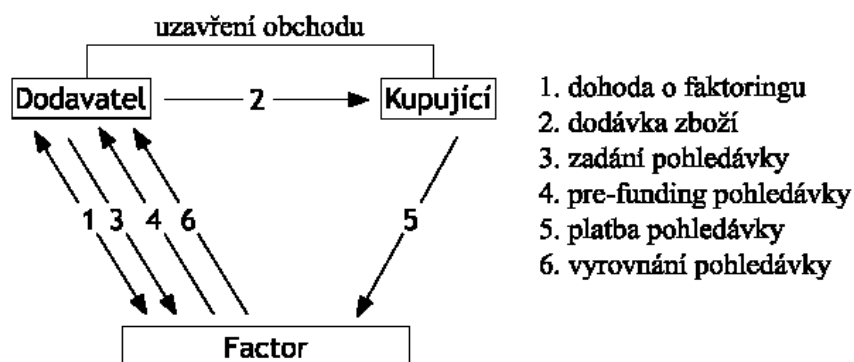 uzavření obchodu
Dodavatel
2
Kupující
1
3
4
6
5
Factor
1. dohoda o faktoringu
2. dodávka zboží
3. zadání pohledávky
4. pre-funding pohledávky
5. platba pohledávky
6. vyrovnání pohledávky